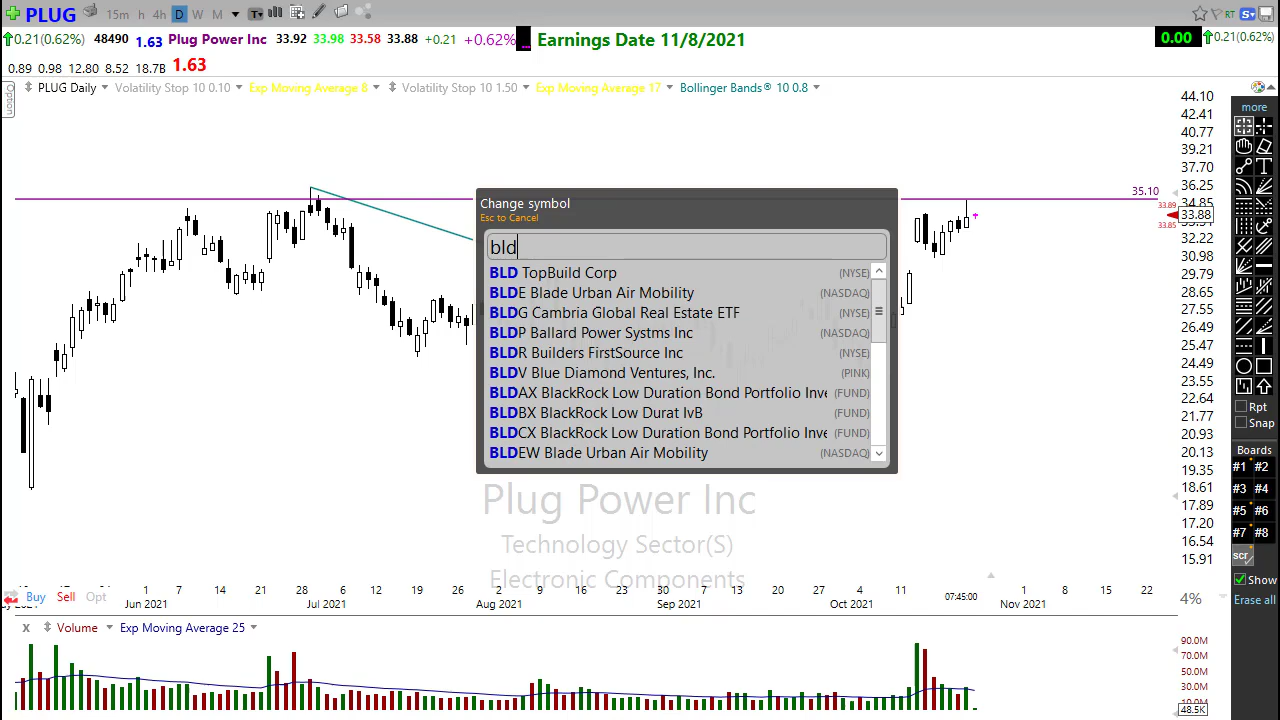 PLUG 15m h 4h D W M
RT
0.21(0.62%) 48490 1.63 Plug Power Inc 33.92 33.98 33.58 33.88 +0.21 +0.62% Earnings Date 11/8/2021 0.00 0.21(0.62%)
0.89 0.98 12.80 8.52 18.7B 1.63
Option PLUG Daily Volatility Stop 10 0.10 Exp Moving Average 8 Volatility Stop 10 1.50 Exp Moving Average 17 Bollinger Bands® 10 0.8
44.10
42.41
40.77
39.21
37.70
36.25
34.85
33.89
33.88
33.85
32.22
30.98
29.79
28.65
27.55
26.49
25.47
24.49
23.55
22.64
21.77
20.93
20.13
19.35
18.61
17.89
17.20
16.54
15.91
35.10
more
Rpt
Snap
Boards
#1 #2
#3 #4
#5 #6
#7 #8
scr
Show
Erase all
Change symbol
Esc to Cancel
bld
BLD TopBuild Corp (NYSE)
BLDE Blade Urban Air Mobility (NASDAQ)
BLDG Cambria Global Real Estate ETF (NYSE)
BLDP Ballard Power Systms Inc (NASDAQ)
BLDR Builders FirstSource Inc (NYSE)
BLDV Blue Diamond Ventures, Inc. (PINK)
BLDAX BlackRock Low Duration Bond Portfolio Inve (FUND)
BLDBX BlackRock Low Durat IvB (FUND)
BLDCX BlackRock Low Duration Bond Portfolio Inve (FUND)
BLDEW Blade Urban Air Mobility (NASDAQ)
Plug Power Inc
Technology Sector(S)
Electronic Components
1 7 14 21 28 6 12 19 26 2 9 16 23 30 7 13 20 27 4 11 07:45:00 1 8 15 22
Buy Sell Opt
2021 Jun 2021 Jul 2021 Aug 2021 Sep 2021 Oct 2021 Nov 2021
4%
X Volume Exp Moving Average 25
90.0M
70.0M
50.0M
30.0M
10.0M
48.5K